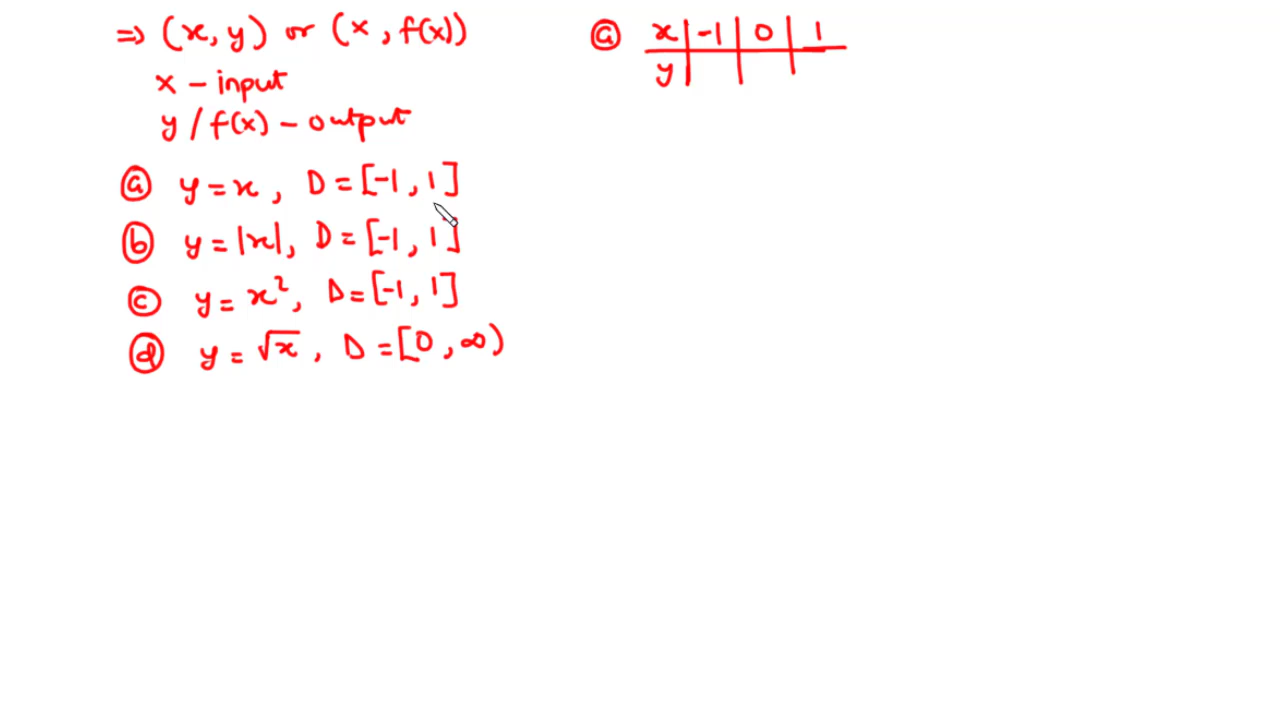 ⇒ (x, y) or (x, f(x))
x – input
y / f(x) – output
ⓐ y = x, D = [-1, 1]
ⓑ y = |x|, D = [-1, 1]
ⓒ y = x², D = [-1, 1]
ⓓ y = √x, D = [0, ∞)
ⓐ x | -1 | 0 | 1
y | | |